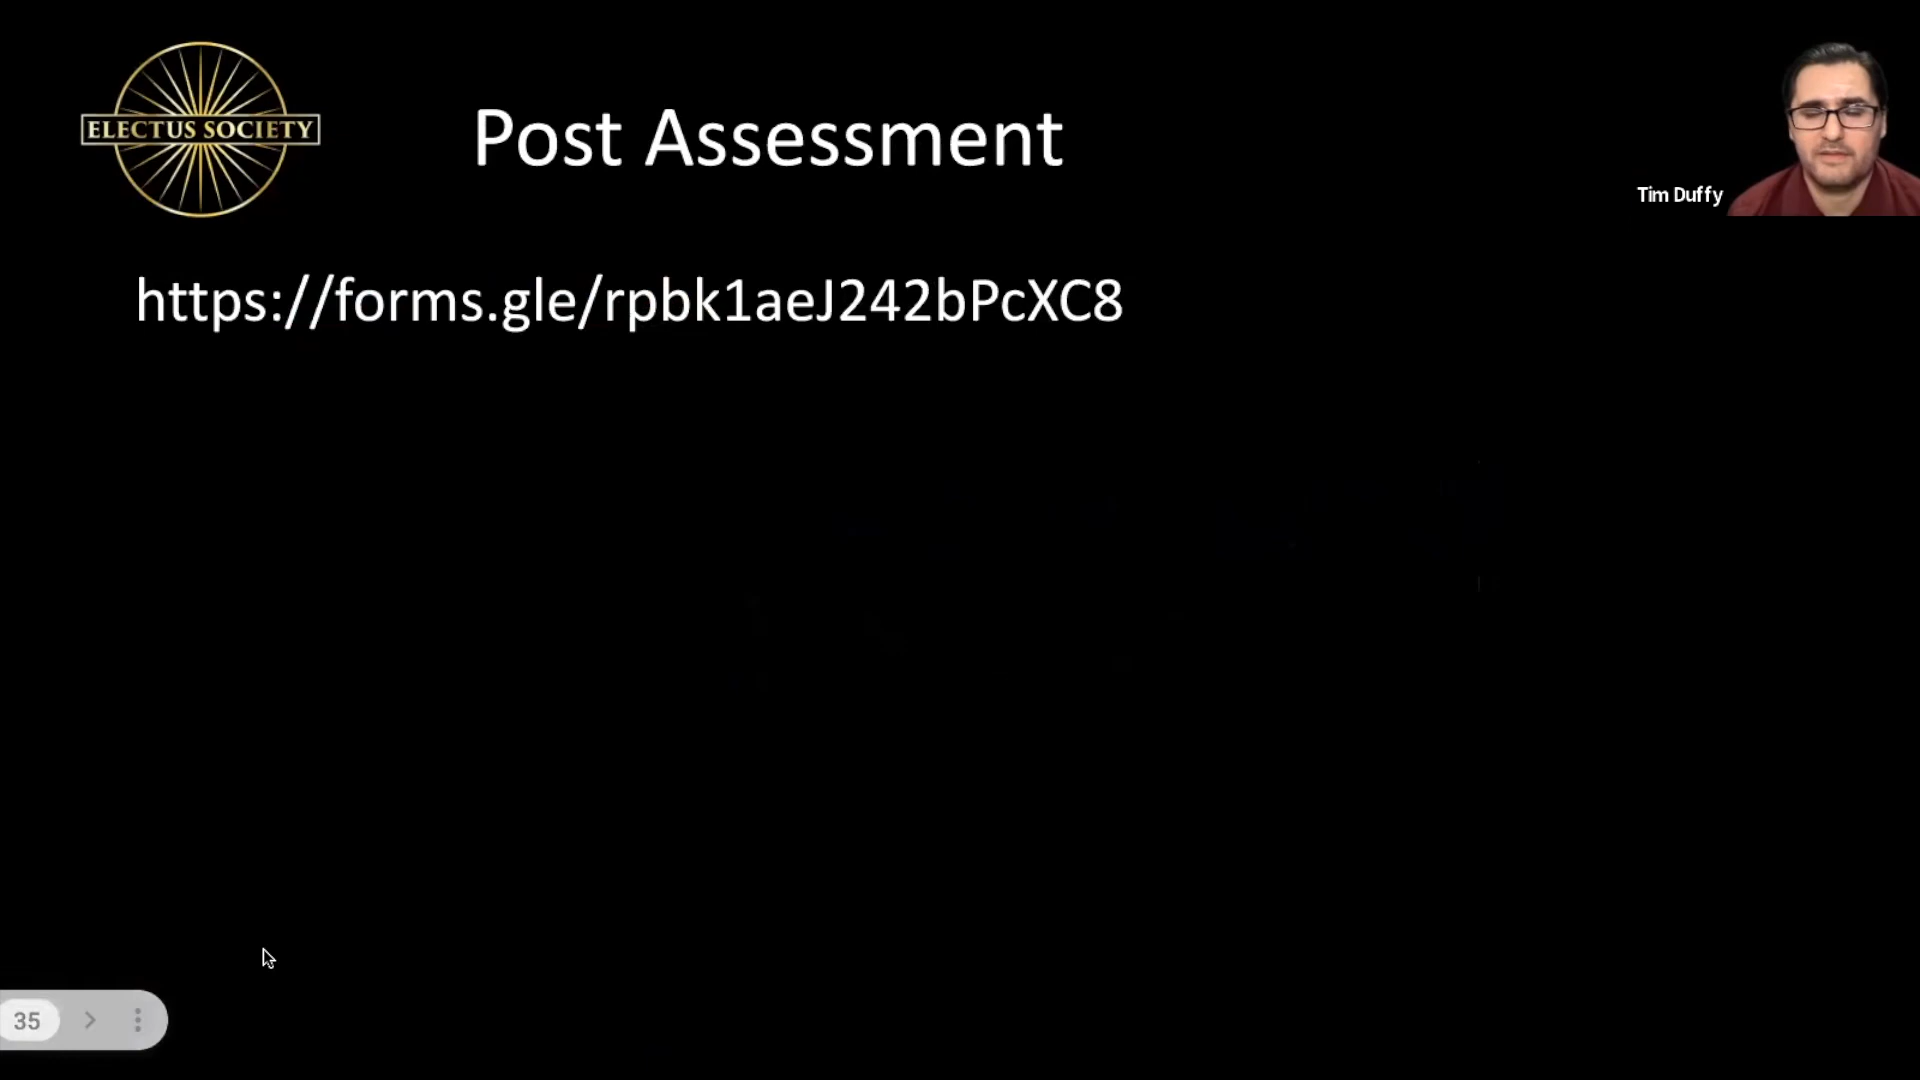 ELECTUS SOCIETY
Post Assessment
Tim Duffy
https://forms.gle/rpbk1aeJ242bPcXC8
35